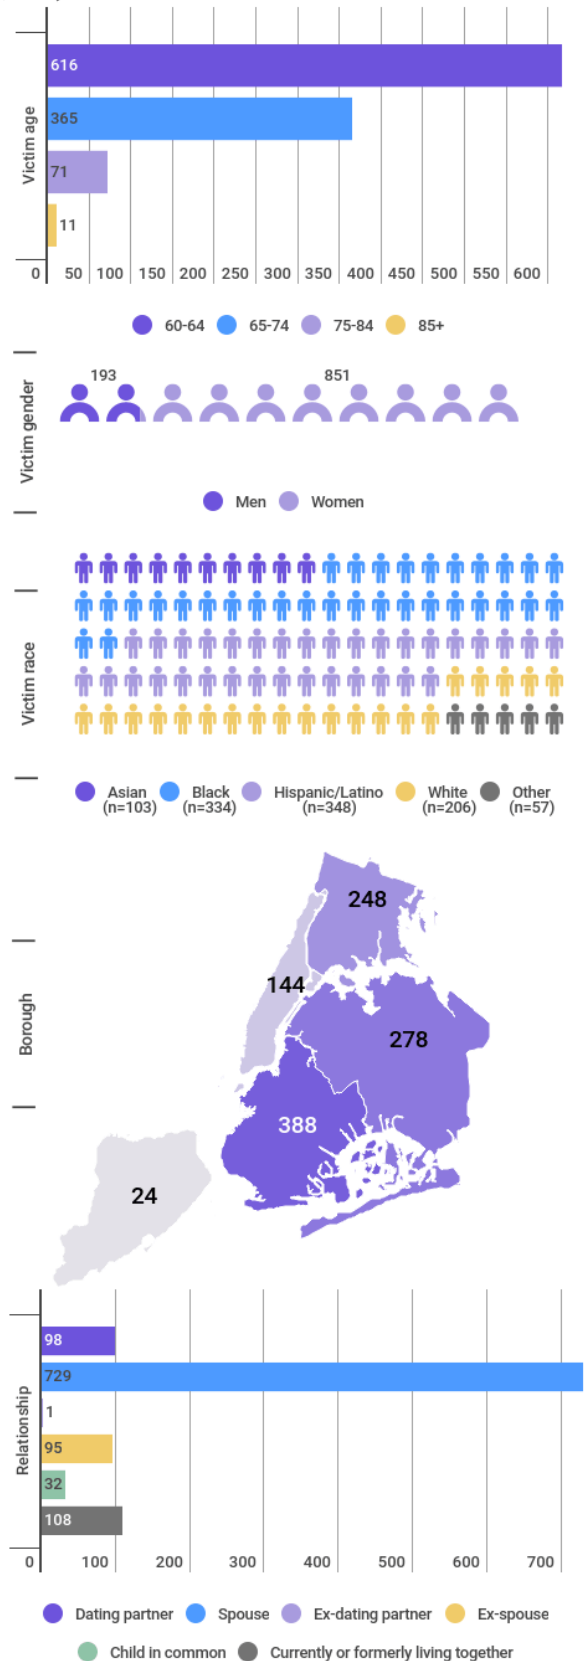 Victim age
616
365
71
11
0 50 100 150 200 250 300 350 400 450 500 550 600
60-64 65-74 75-84 85+
Victim gender
193 851
Men Women
Victim race
Asian (n=103)
Black (n=334)
Hispanic/Latino (n=348)
White (n=206)
Other (n=57)
Borough
248
144
278
388
24
Relationship
98
729
1
95
32
108
0 100 200 300 400 500 600 700
Dating partner Spouse Ex-dating partner Ex-spouse
Child in common Currently or formerly living together